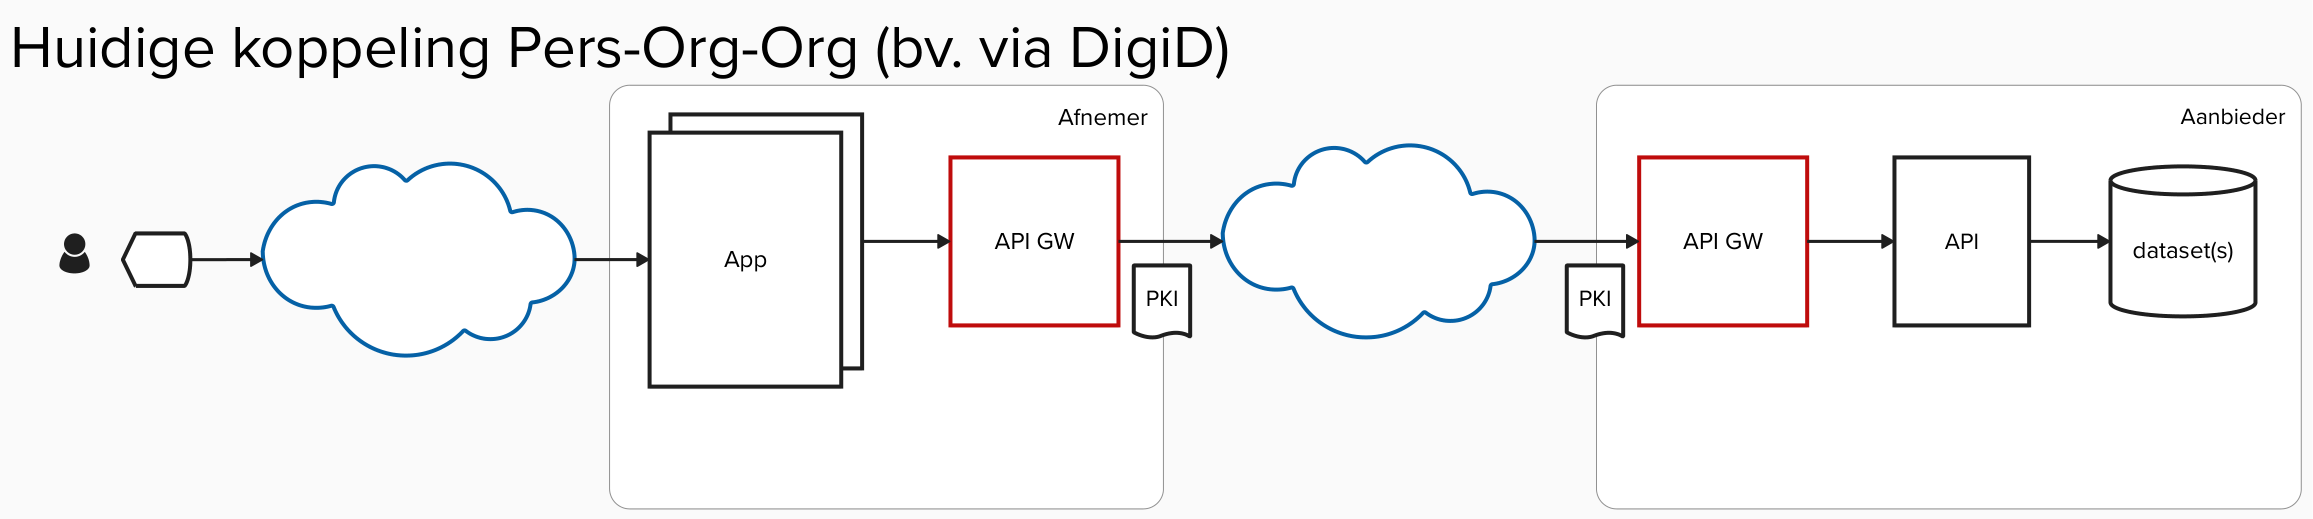 Huidige koppeling Pers-Org-Org (bv. via DigiD)
Afnemer
Aanbieder
App
API GW
PKI
PKI
API GW
API
dataset(s)